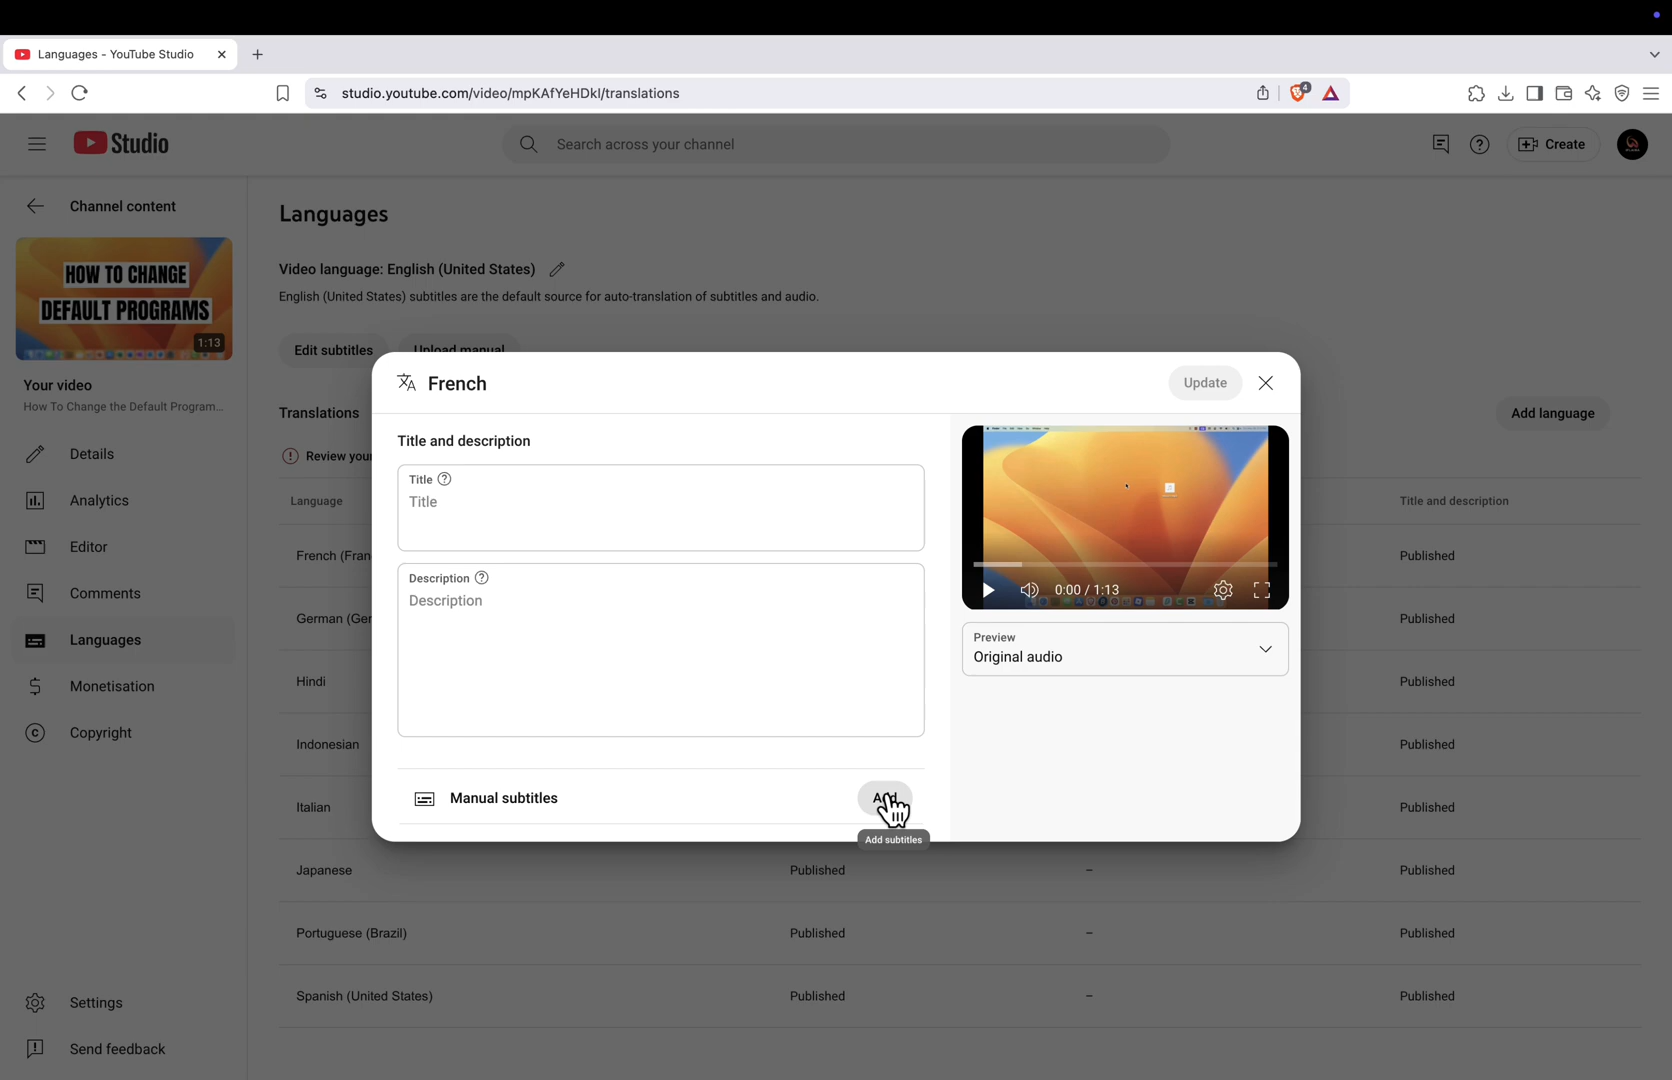 Languages - YouTube Studio
studio.youtube.com/video/mpKAfYeHDkI/translations
4
Studio
Search across your channel
Create
Channel content
HOW TO CHANGE
DEFAULT PROGRAMS
1:13
Your video
How To Change the Default Program...
Details
Analytics
Editor
Comments
Languages
Monetisation
Copyright
Settings
Send feedback
Languages
Video language: English (United States)
English (United States) subtitles are the default source for auto-translation of subtitles and audio.
Edit subtitles
Upload manual
Translations
Add language
Review your
Language
Title and description
French (Fran
Published
German (Ger
Published
Hindi
Published
Indonesian
Published
Italian
Published
Japanese Published – Published
Portuguese (Brazil) Published – Published
Spanish (United States) Published – Published
French
Update
Title and description
Title
Title
Description
Description
Manual subtitles
Add subtitles
0:00 / 1:13
Preview
Original audio